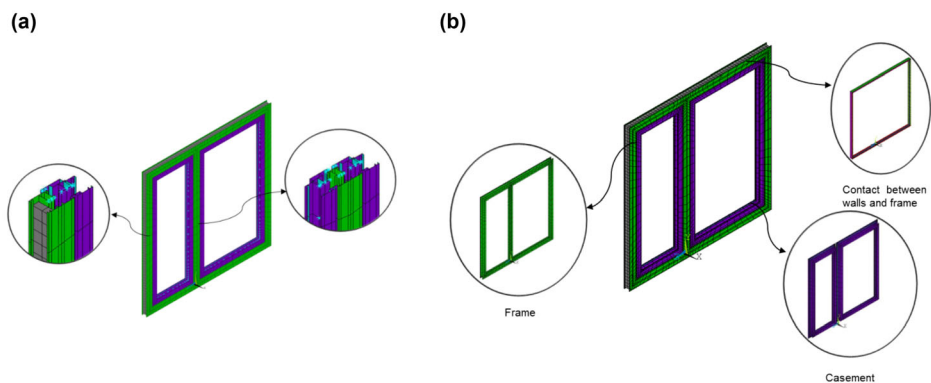 (a)
(b)
Contact between
walls and frame
Frame
X
Casement